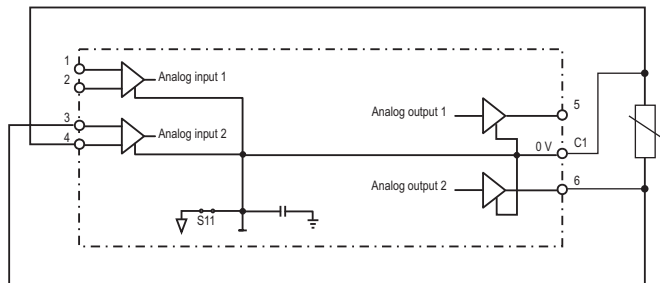 1
Analog input 1
2
3
Analog input 2
4
Analog output 1
5
0 V
C1
Analog output 2
6
S11